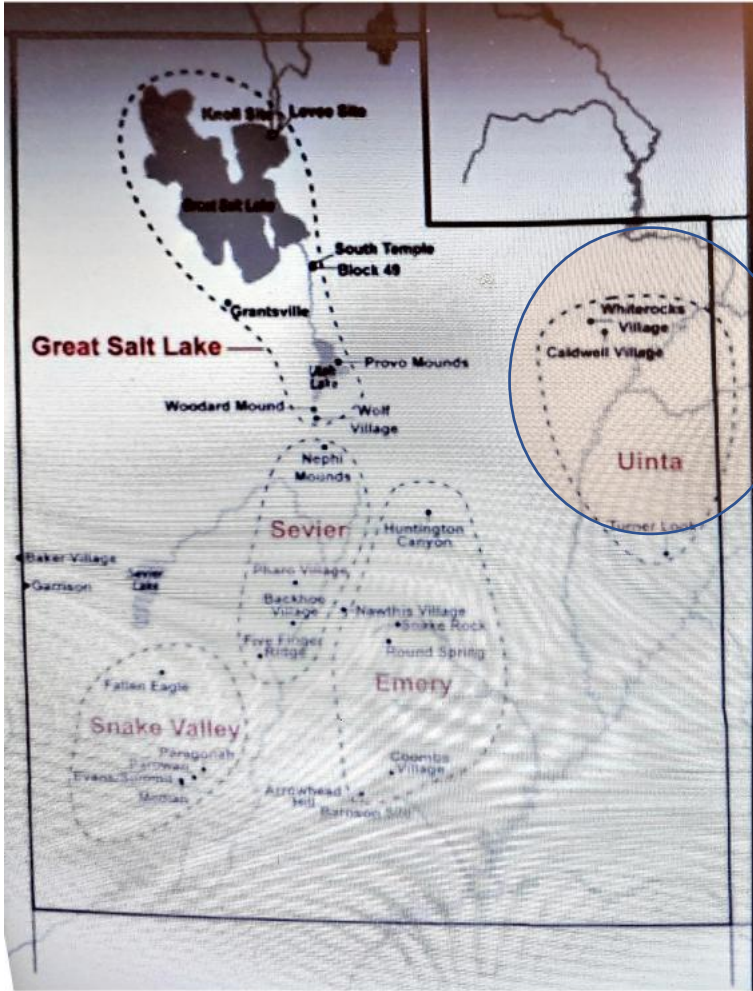 Knoll Site
Levee Site
Great Salt Lake
South Temple
Block 49
Grantsville
Great Salt Lake
Utah
Lake
Provo Mounds
Woodard Mound
Wolf
Village
Whiterocks
Village
Caldwell Village
Uinta
Turner Look
Nephi
Mounds
Sevier
Huntington
Canyon
Baker Village
Garrison
Sevier
Lake
Pharo Village
Backhoe
Village
Nawthis Village
Snake Rock
Five Finger
Ridge
Round Spring
Emery
Fallen Eagle
Snake Valley
Paragonah
Parowan
Evans/Summit
Median
Coombs
Village
Arrowhead
Hill